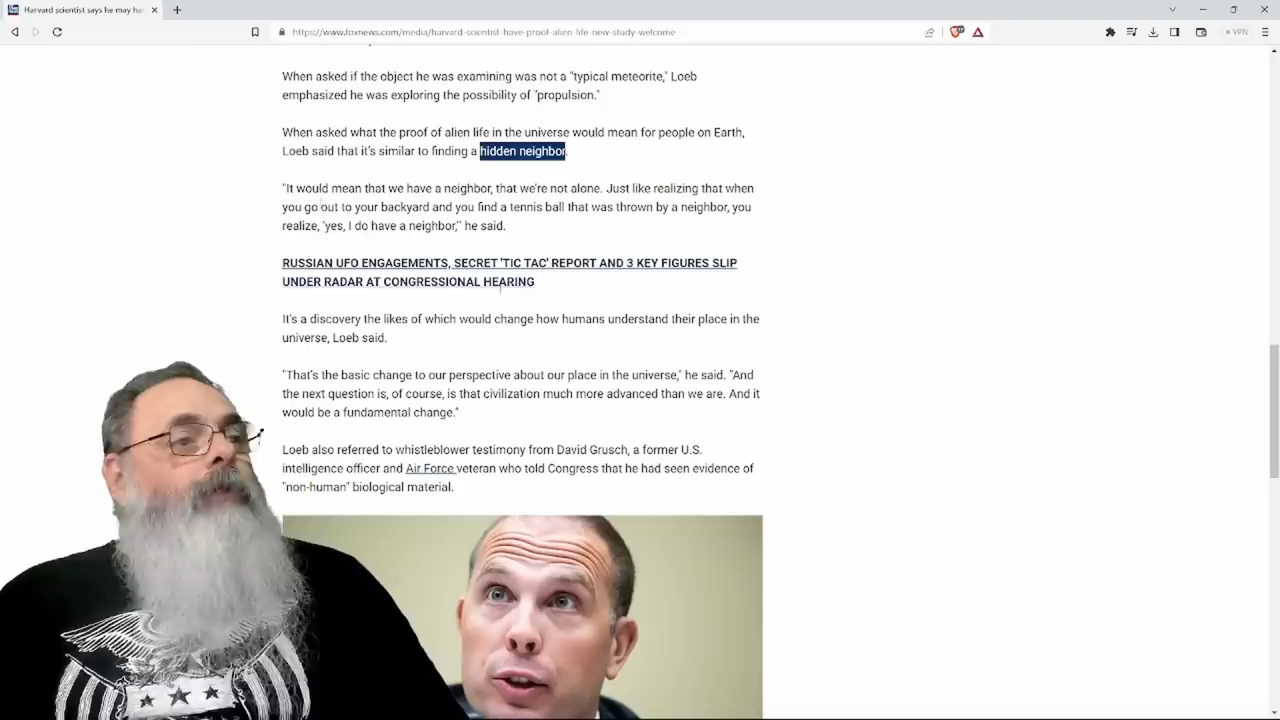 Harvard scientist says he may ha
https://www.foxnews.com/media/harvard-scientist-have-proof-alien-life-new-study-welcome
VPN
When asked if the object he was examining was not a "typical meteorite," Loeb
emphasized he was exploring the possibility of "propulsion."
When asked what the proof of alien life in the universe would mean for people on Earth,
Loeb said that it's similar to finding a hidden neighbor.
"It would mean that we have a neighbor, that we're not alone. Just like realizing that when
you go out to your backyard and you find a tennis ball that was thrown by a neighbor, you
realize, 'yes, I do have a neighbor,'" he said.
RUSSIAN UFO ENGAGEMENTS, SECRET 'TIC TAC' REPORT AND 3 KEY FIGURES SLIP
UNDER RADAR AT CONGRESSIONAL HEARING
It's a discovery the likes of which would change how humans understand their place in the
universe, Loeb said.
"That's the basic change to our perspective about our place in the universe," he said. "And
the next question is, of course, is that civilization much more advanced than we are. And it
would be a fundamental change."
Loeb also referred to whistleblower testimony from David Grusch, a former U.S.
intelligence officer and Air Force veteran who told Congress that he had seen evidence of
"non-human" biological material.